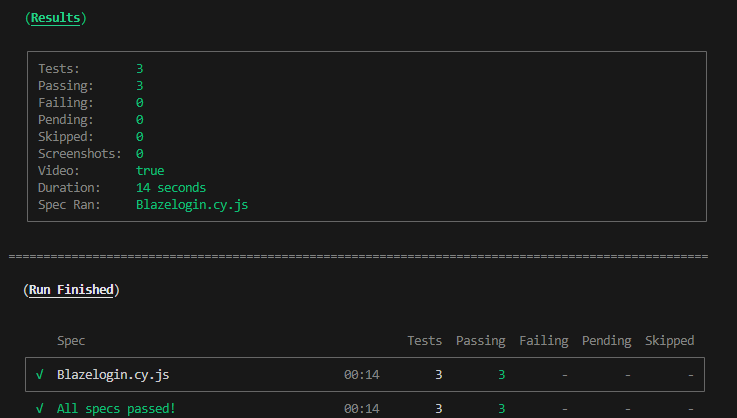 (Results)
Tests: 3
Passing: 3
Failing: 0
Pending: 0
Skipped: 0
Screenshots: 0
Video: true
Duration: 14 seconds
Spec Ran: Blazelogin.cy.js
====================================================================================================
(Run Finished)
Spec Tests Passing Failing Pending Skipped
√ Blazelogin.cy.js 00:14 3 3 - - -
√ All specs passed! 00:14 3 3 - - -